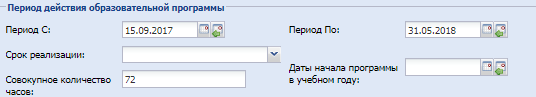 Период действия образовательной программы
Период С: 15.09.2017 Период По: 31.05.2018
Срок реализации:
Даты начала программы
в учебном году:
Совокупное количество
часов: 72